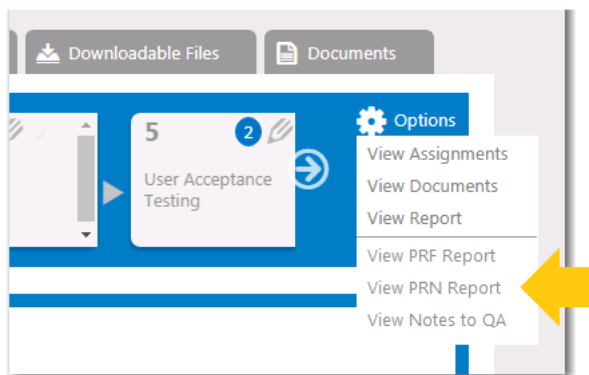 Downloadable Files
Documents
5
2
User Acceptance
Testing
Options
View Assignments
View Documents
View Report
View PRF Report
View PRN Report
View Notes to QA